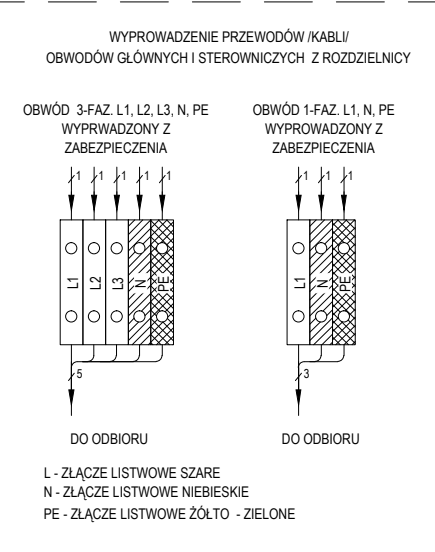 WYPROWADZENIE PRZEWODÓW /KABLI/
OBWODÓW GŁÓWNYCH I STEROWNICZYCH Z ROZDZIELNICY
OBWÓD 3-FAZ. L1, L2, L3, N, PE
WYPRWADZONY Z
ZABEZPIECZENIA
1 1 1 1 1
L1 L2 L3 N PE
5
DO ODBIORU
OBWÓD 1-FAZ. L1, N, PE
WYPROWADZONY Z
ZABEZPIECZENIA
1 1 1
L1 N PE
3
DO ODBIORU
L - ZŁĄCZE LISTWOWE SZARE
N - ZŁĄCZE LISTWOWE NIEBIESKIE
PE - ZŁĄCZE LISTWOWE ŻÓŁTO - ZIELONE